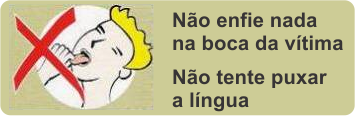 Não enfie nada
na boca da vítima
Não tente puxar
a língua